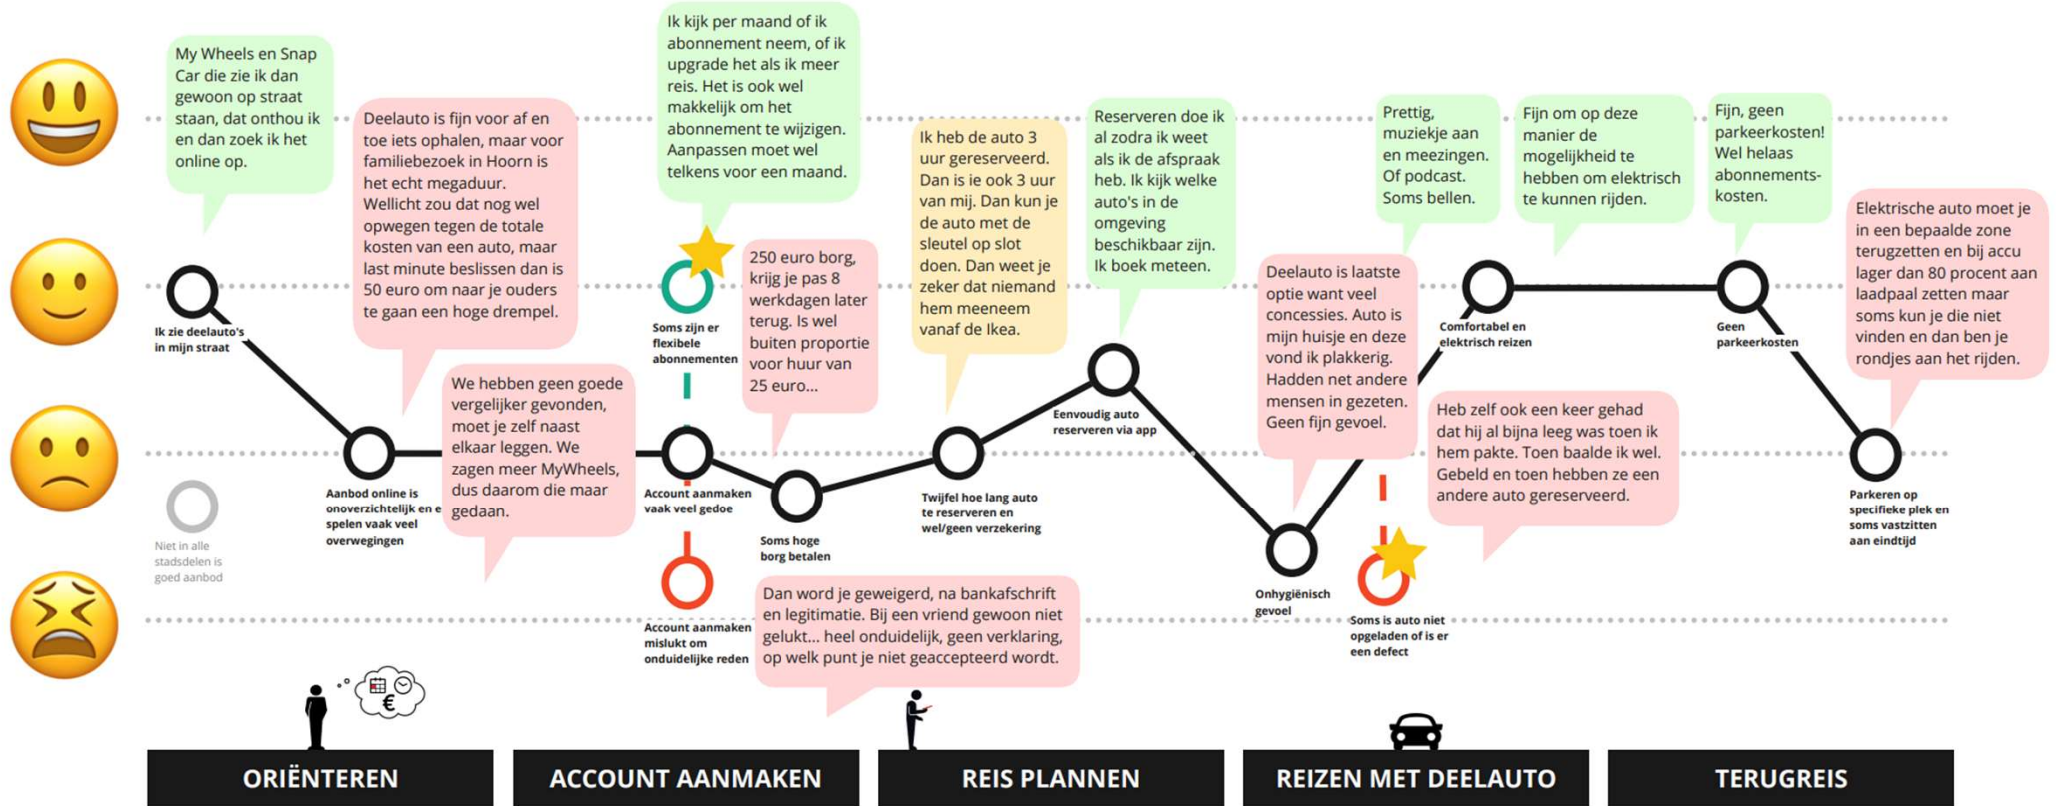 My Wheels en Snap
Car die zie ik dan
gewoon op straat
staan, dat onthou ik
en dan zoek ik het
online op.
Ik zie deelauto's
in mijn straat
Niet in alle
stadsdelen is
goed aanbod
Deelauto is fijn voor af en
toe iets ophalen, maar voor
familiebezoek in Hoorn is
het echt megaduur.
Wellicht zou dat nog wel
opwegen tegen de totale
kosten van een auto, maar
last minute beslissen dan is
50 euro om naar je ouders
te gaan een hoge drempel.
Aanbod online is
onoverzichtelijk en e
spelen vaak veel
overwegingen
We hebben geen goede
vergelijker gevonden,
moet je zelf naast
elkaar leggen. We
zagen meer MyWheels,
dus daarom die maar
gedaan.
Ik kijk per maand of ik
abonnement neem, of ik
upgrade het als ik meer
reis. Het is ook wel
makkelijk om het
abonnement te wijzigen.
Aanpassen moet wel
telkens voor een maand.
Soms zijn er
flexibele
abonnementen
Account aanmaken
vaak veel gedoe
Account aanmaken
mislukt om
onduidelijke reden
250 euro borg,
krijg je pas 8
werkdagen later
terug. Is wel
buiten proportie
voor huur van
25 euro...
Soms hoge
borg betalen
Dan word je geweigerd, na bankafschrift
en legitimatie. Bij een vriend gewoon niet
gelukt... heel onduidelijk, geen verklaring,
op welk punt je niet geaccepteerd wordt.
Ik heb de auto 3
uur gereserveerd.
Dan is ie ook 3 uur
van mij. Dan kun je
de auto met de
sleutel op slot
doen. Dan weet je
zeker dat niemand
hem meeneem
vanaf de Ikea.
Twijfel hoe lang auto
te reserveren en
wel/geen verzekering
Reserveren doe ik
al zodra ik weet
als ik de afspraak
heb. Ik kijk welke
auto's in de
omgeving
beschikbaar zijn.
Ik boek meteen.
Eenvoudig auto
reserveren via app
Deelauto is laatste
optie want veel
concessies. Auto is
mijn huisje en deze
vond ik plakkerig.
Hadden net andere
mensen in gezeten.
Geen fijn gevoel.
Onhygiënisch
gevoel
Prettig,
muziekje aan
en meezingen.
Of podcast.
Soms bellen.
Fijn om op deze
manier de
mogelijkheid te
hebben om elektrisch
te kunnen rijden.
Comfortabel en
elektrisch reizen
Heb zelf ook een keer gehad
dat hij al bijna leeg was toen ik
hem pakte. Toen baalde ik wel.
Gebeld en toen hebben ze een
andere auto gereserveerd.
Soms is auto niet
opgeladen of is er
een defect
Fijn, geen
parkeerkosten!
Wel helaas
abonnements-
kosten.
Geen
parkeerkosten
Elektrische auto moet je
in een bepaalde zone
terugzetten en bij accu
lager dan 80 procent aan
laadpaal zetten maar
soms kun je die niet
vinden en dan ben je
rondjes aan het rijden.
Parkeren op
specifieke plek en
soms vastzitten
aan eindtijd
€
ORIËNTEREN
ACCOUNT AANMAKEN
REIS PLANNEN
REIZEN MET DEELAUTO
TERUGREIS